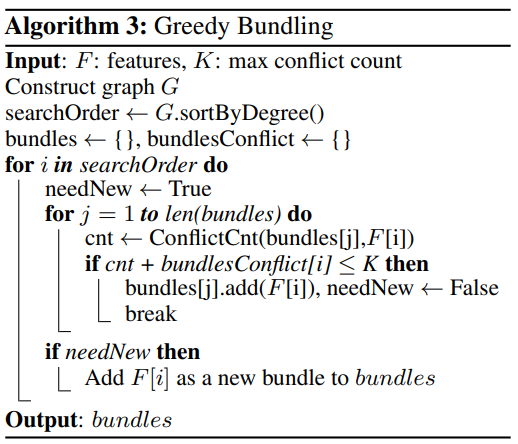 Algorithm 3: Greedy Bundling
Input: F: features, K: max conflict count
Construct graph G
searchOrder ← G.sortByDegree()
bundles ← {}, bundlesConflict ← {}
for i in searchOrder do
needNew ← True
for j = 1 to len(bundles) do
cnt ← ConflictCnt(bundles[j],F[i])
if cnt + bundlesConflict[i] ≤ K then
bundles[j].add(F[i]), needNew ← False
break
if needNew then
Add F[i] as a new bundle to bundles
Output: bundles